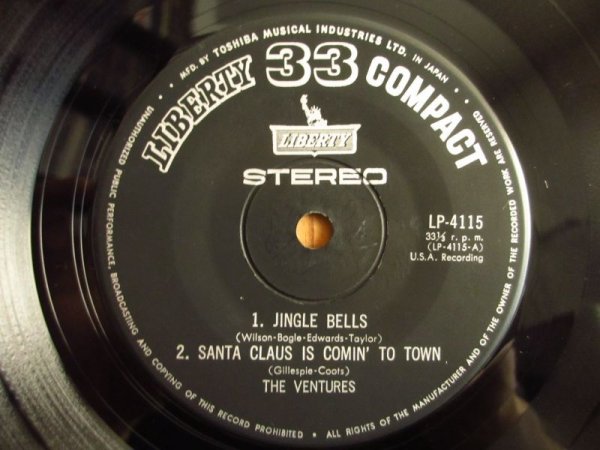 MFD. BY TOSHIBA MUSICAL INDUSTRIES LTD. IN JAPAN
LIBERTY 33 COMPACT
LIBERTY
STEREO
LP-4115
33⅓ r. p. m.
(LP-4115-A)
U.S.A. Recording
1. JINGLE BELLS
(Wilson-Bogle-Edwards-Taylor)
2. SANTA CLAUS IS COMIN' TO TOWN
(Gillespie-Coots)
THE VENTURES
UNAUTHORIZED PUBLIC PERFORMANCE, BROADCASTING AND COPYING OF THIS RECORD PROHIBITED • ALL RIGHTS OF THE MANUFACTURER AND OF THE OWNER OF THE RECORDED WORK ARE RESERVED